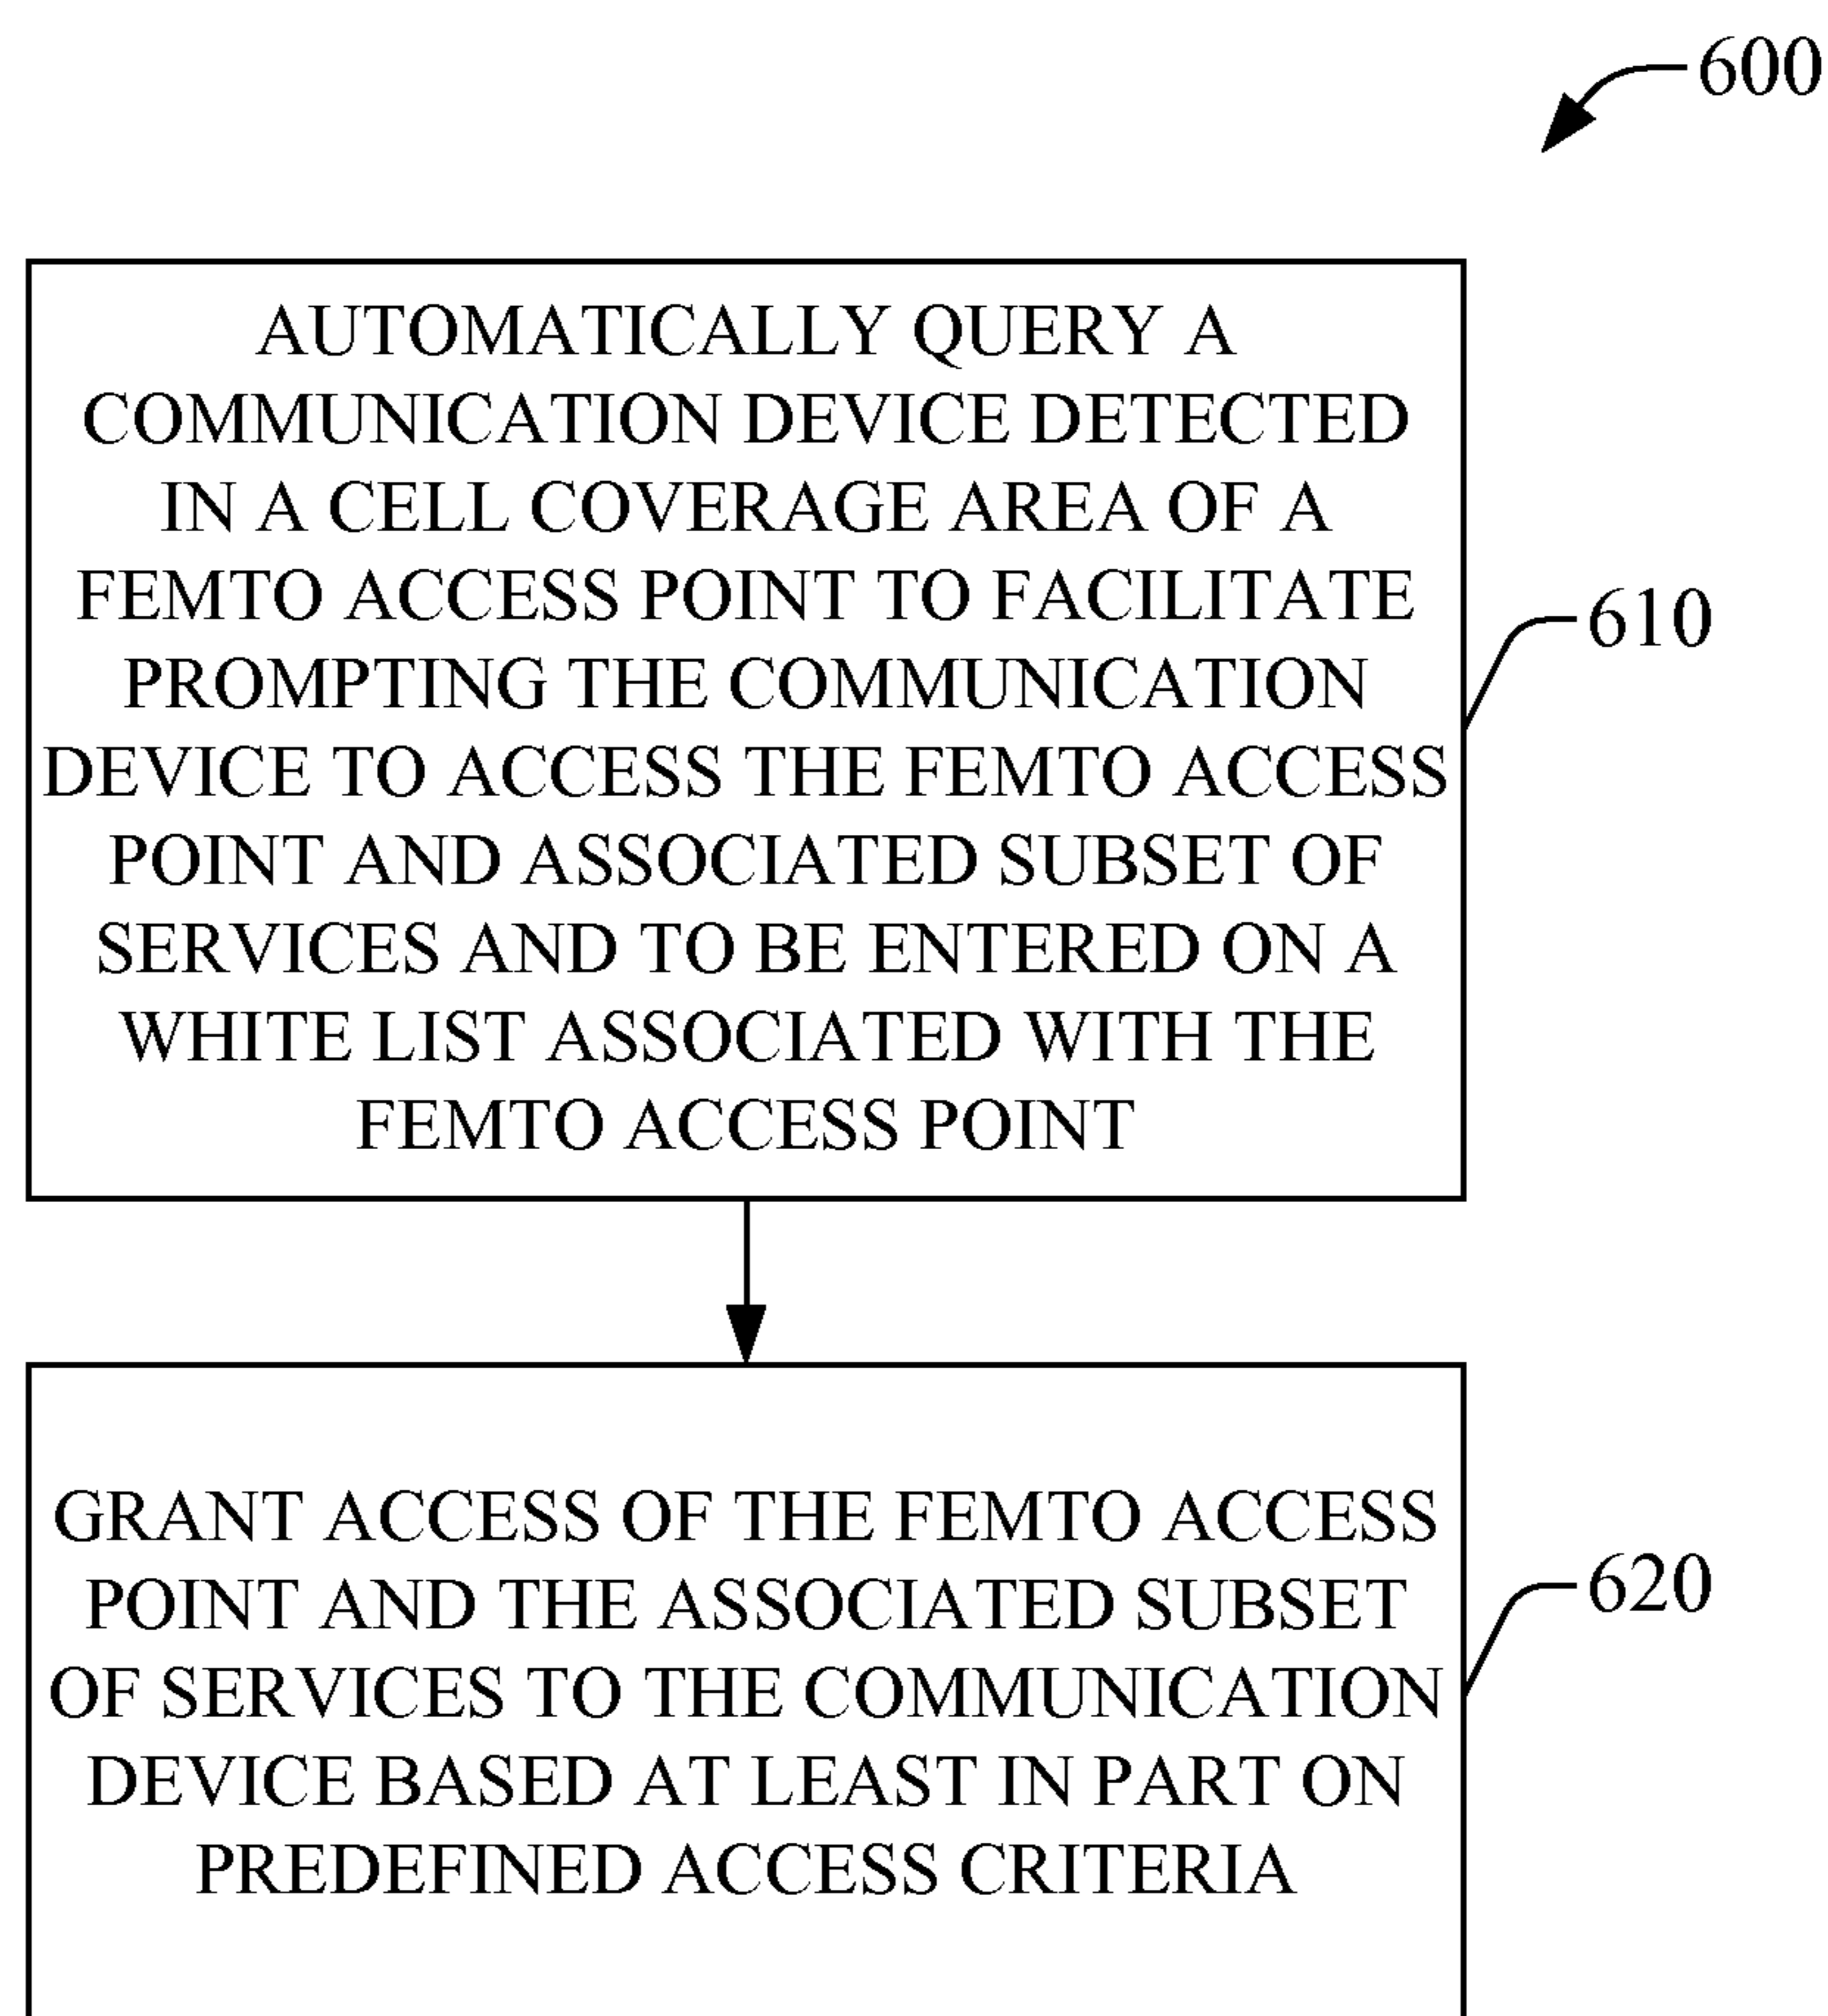 600
AUTOMATICALLY QUERY A
COMMUNICATION DEVICE DETECTED
IN A CELL COVERAGE AREA OF A
FEMTO ACCESS POINT TO FACILITATE
PROMPTING THE COMMUNICATION
DEVICE TO ACCESS THE FEMTO ACCESS
POINT AND ASSOCIATED SUBSET OF
SERVICES AND TO BE ENTERED ON A
WHITE LIST ASSOCIATED WITH THE
FEMTO ACCESS POINT
610
GRANT ACCESS OF THE FEMTO ACCESS
POINT AND THE ASSOCIATED SUBSET
OF SERVICES TO THE COMMUNICATION
DEVICE BASED AT LEAST IN PART ON
PREDEFINED ACCESS CRITERIA
620